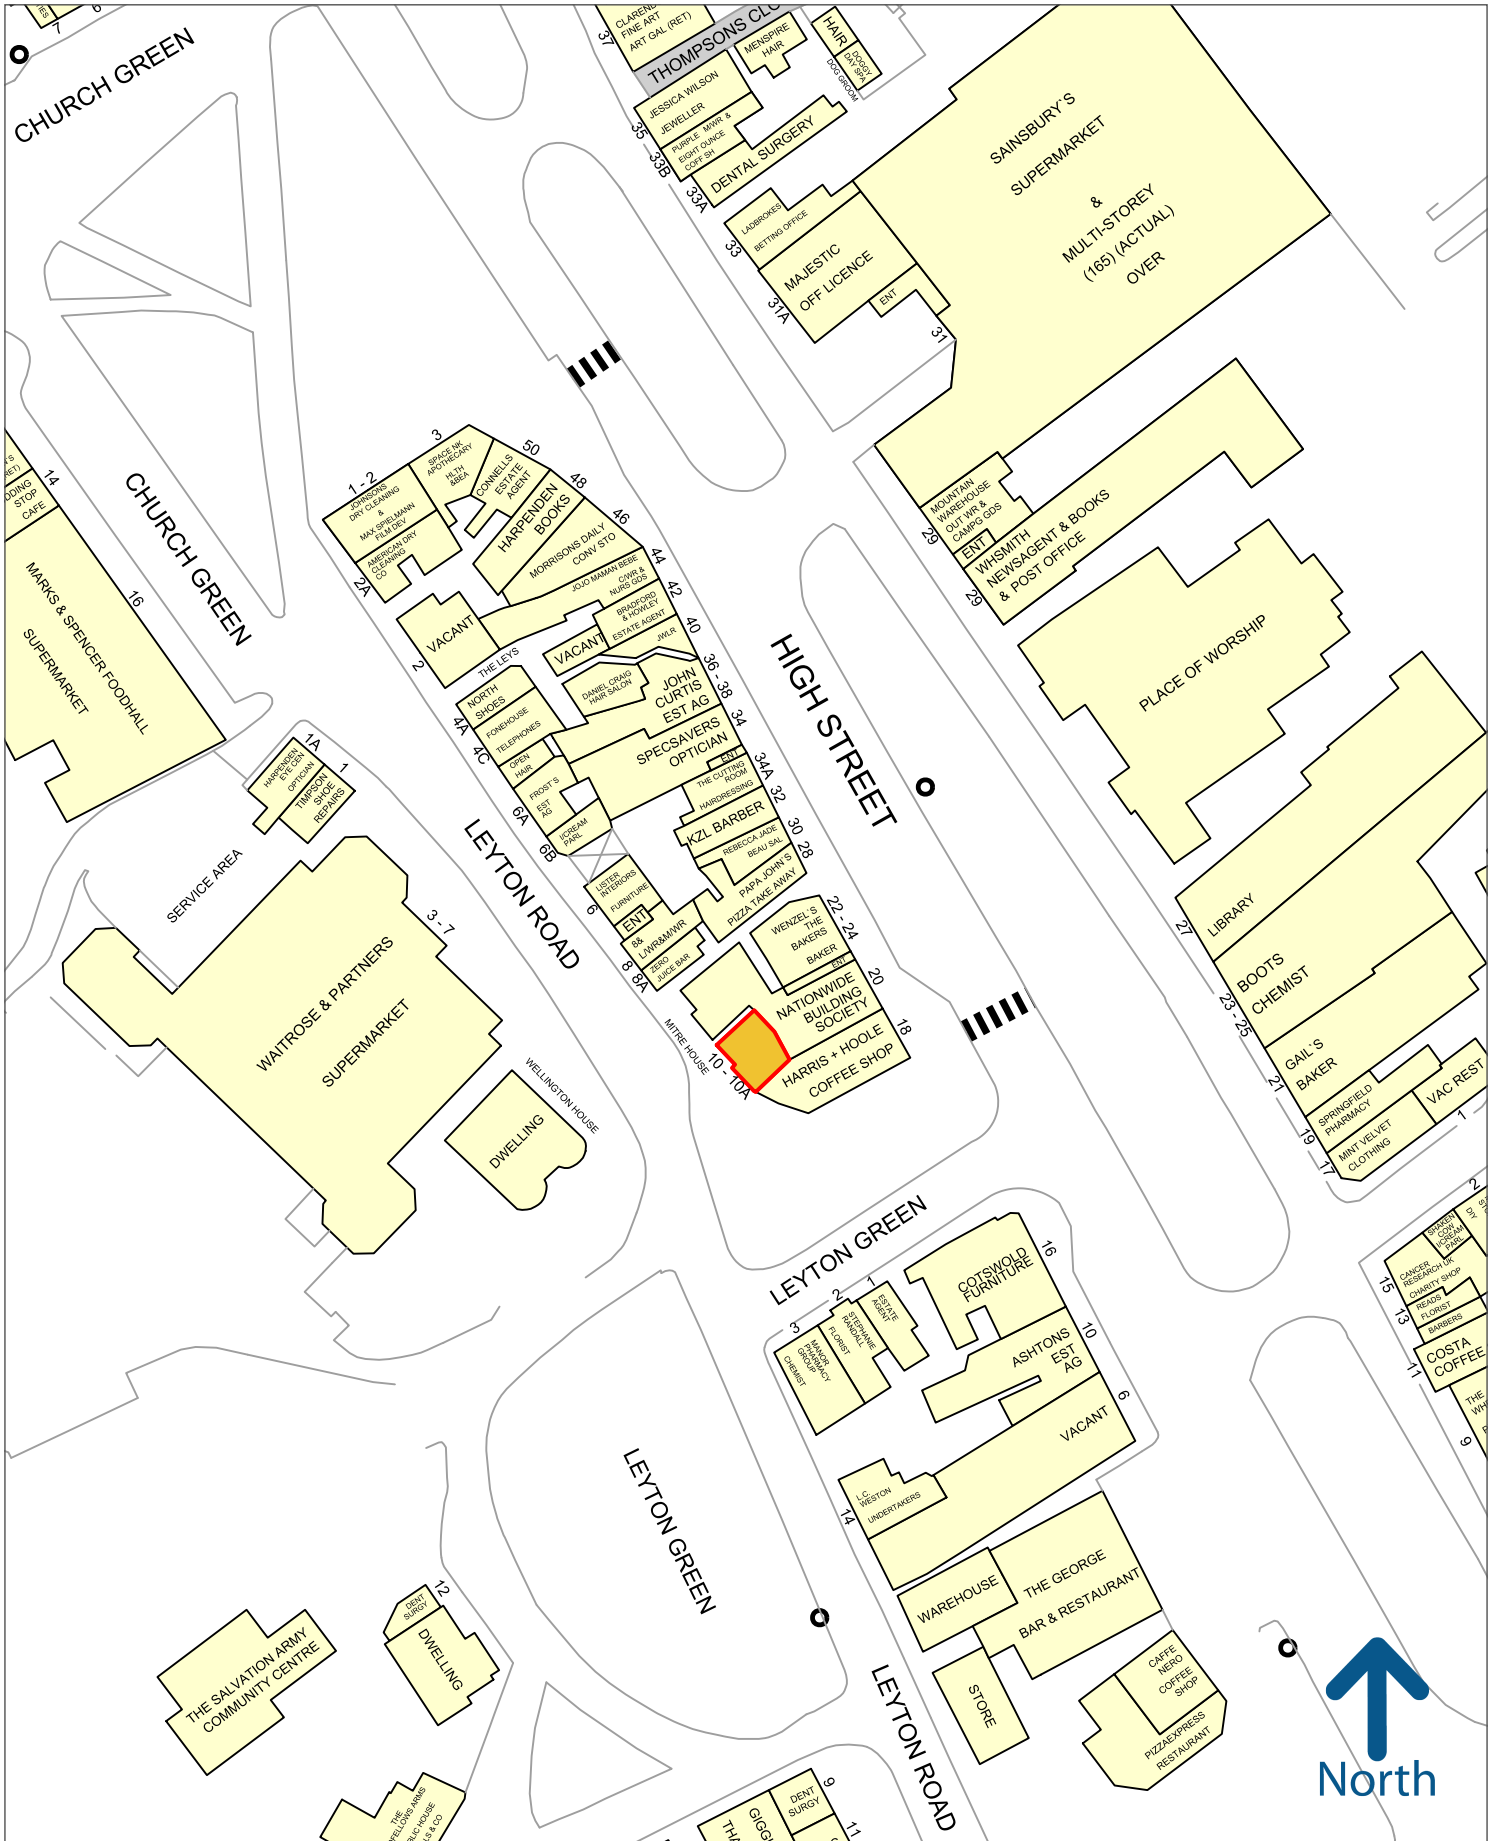 7
6
CHURCH GREEN
37
FINE ART
ART GAL (RET)
THOMPSONS CLO
MENSPIRE
HAIR
HAIR
DOGGY
DAY SPA
DOG GROOM
JESSICA WILSON
JEWELLER
35
PURPLE M/WR &
EIGHT OUNCE
COFF SH
33B
DENTAL SURGERY
33A
LADBROKES
BETTING OFFICE
33
MAJESTIC
OFF LICENCE
31A
ENT
31
SAINSBURY`S
SUPERMARKET
&
MULTI-STOREY
(165) (ACTUAL)
OVER
MOUNTAIN
WAREHOUSE
OUT WR &
CAMPG GDS
29
ENT
WHSMITH
NEWSAGENT & BOOKS
& POST OFFICE
29
PLACE OF WORSHIP
LIBRARY
27
BOOTS
CHEMIST
23 - 25
GAIL`S
BAKER
21
SPRINGFIELD
PHARMACY
19
MINT VELVET
CLOTHING
17
VAC REST
1
2
SHAKEN
COW
I/CREAM
PARL
DIY
CANCER
RESEARCH UK
CHARITY SHOP
15
READS
FLORIST
13
BARBERS
COSTA
COFFEE
11
THE
9
14
STOP
CAFE
CHURCH GREEN
16
MARKS & SPENCER FOODHALL
SUPERMARKET
1 - 2
JOHNSONS
DRY CLEANING
&
MAX SPIELMANN
FILM DEV
AMERICAN DRY
CLEANING
CO
2A
3
SPACE NK
APOTHECARY
HLTH
&BEA
50
CONNELLS
ESTATE
AGENT
48
HARPENDEN
BOOKS
46
MORRISONS DAILY
CONV STO
44
JOJO MAMAN BEBE
C/WR &
NURS GDS
42
BRADFORD
& HOWLEY
ESTATE AGENT
40
JWLR
VACANT
2
THE LEYS
VACANT
36 - 38
JOHN
CURTIS
EST AG
DANIEL CRAIG
HAIR SALON
NORTH
SHOES
4A
FONEHOUSE
TELEPHONES
4C
34
SPECSAVERS
OPTICIAN
ENT
34A
THE CUTTING
ROOM
HAIRDRESSING
OPEN
HAIR
FROST`S
EST
AG
6A
I/CREAM
PARL
6B
32
KZL BARBER
30
REBECCA JADE
BEAU SAL
28
PAPA JOHN`S
PIZZA TAKE AWAY
HIGH STREET
1A
HARPENDEN
EYE CEN
OPTICIAN
1
TIMPSON
SHOE
REPAIRS
SERVICE AREA
LEYTON ROAD
LISTER
INTERIORS
FURNITURE
6
ENT
8&
L/WR&M/WR
8
ZERO
JUICE BAR
8A
22 - 24
WENZEL`S
THE
BAKERS
BAKER
ENT
20
NATIONWIDE
BUILDING
SOCIETY
18
HARRIS + HOOLE
COFFEE SHOP
MITRE HOUSE
10 - 10A
3 - 7
WAITROSE & PARTNERS
SUPERMARKET
WELLINGTON HOUSE
DWELLING
LEYTON GREEN
3
MANOR
PHARMACY
GROUP
CHEMIST
2
STEPHANIE
RANDALL
FLORIST
1
ESTATE
AGENT
COTSWOLD
FURNITURE
16
ASHTONS
EST
AG
10
6
VACANT
L.C.
WESTON
UNDERTAKERS
14
LEYTON GREEN
WAREHOUSE
THE GEORGE
BAR & RESTAURANT
STORE
CAFFE
NERO
COFFEE
SHOP
PIZZAEXPRESS
RESTAURANT
LEYTON ROAD
12
DENT
SURGY
DWELLING
THE SALVATION ARMY
COMMUNITY CENTRE
THE
FELLOWS ARMS
9
DENT
SURGY
11
North